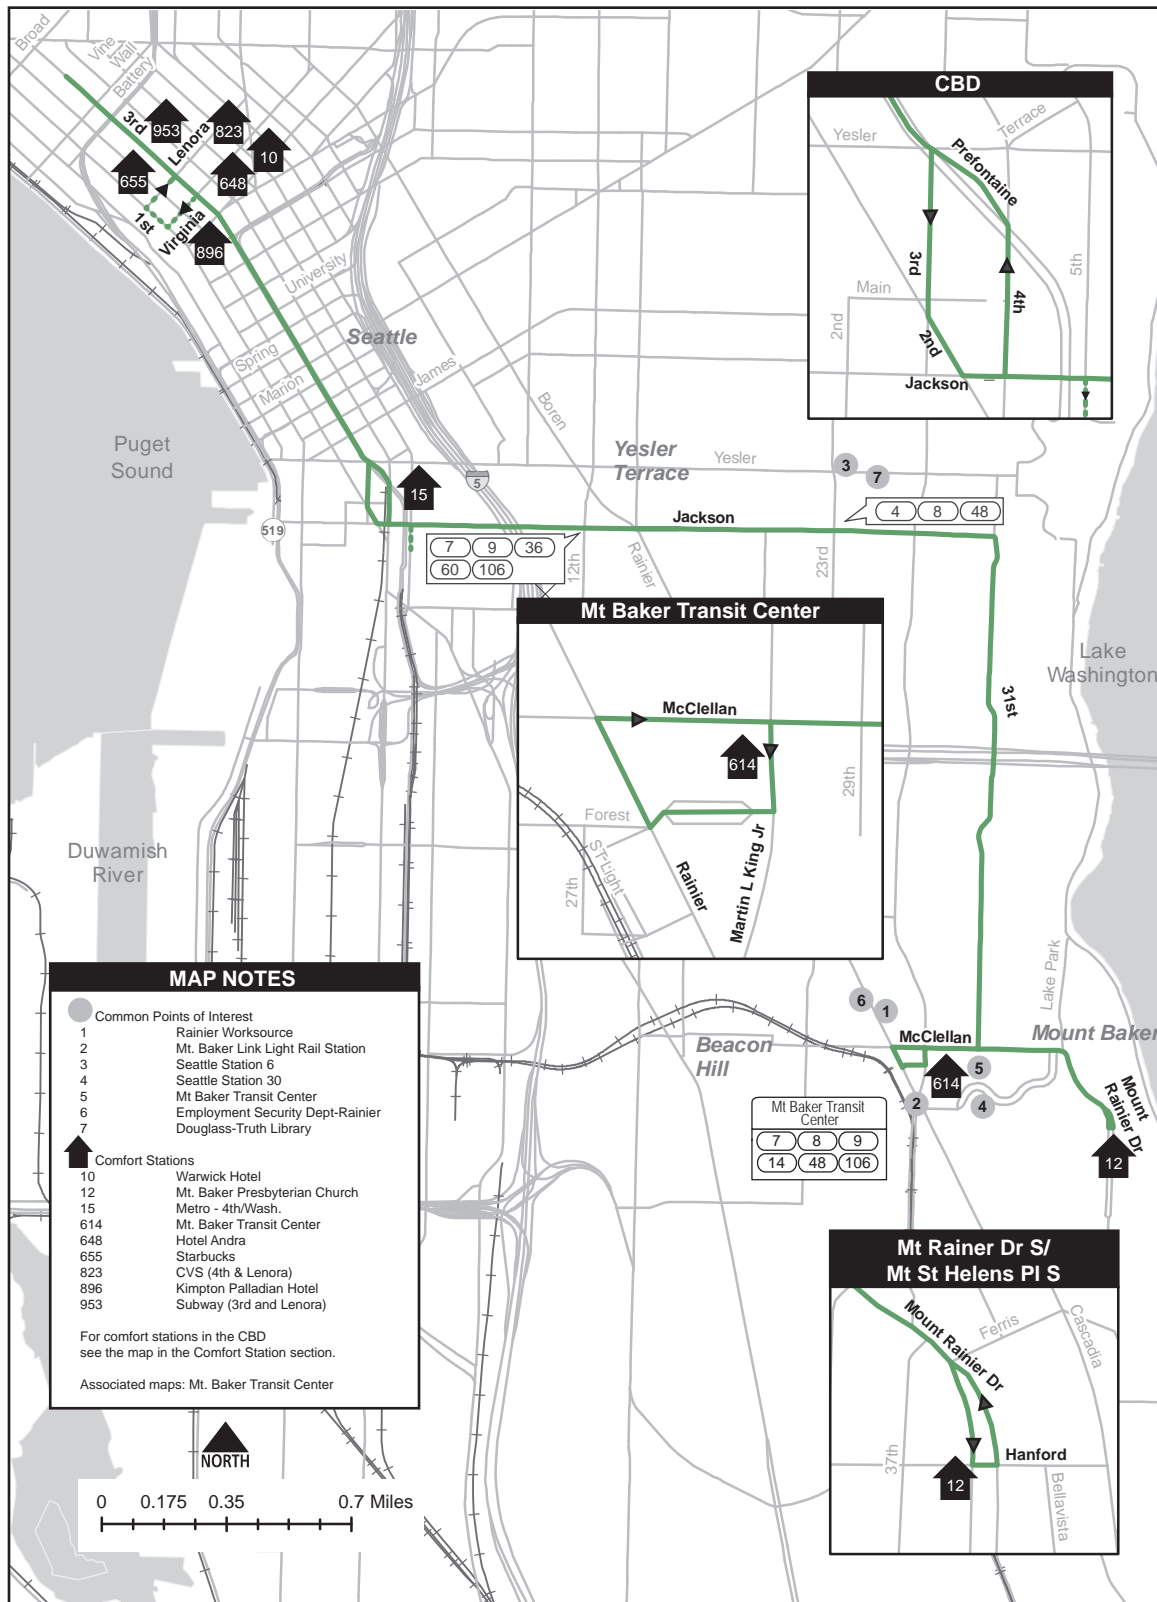 Broad
Vine
Wall
Battery
3rd
953
823
Lenora
10
655
648
1st
Virginia
896
University
Seattle
Spring
Marion
James
Boren
Puget
Sound
Yesler
Terrace
Yesler
3
7
5
15
519
Jackson
4 8 48
7 9 36
60 106
12th
Rainier
23rd
31st
Lake
Washington
CBD
Yesler
Terrace
Prefontaine
3rd
5th
Main
4th
2nd
2nd
Jackson
Mt Baker Transit Center
McClellan
614
29th
Forest
ST-Light
27th
Rainier
Martin L King Jr
Duwamish
River
Lake Park
6
1
McClellan
Mount Baker
Beacon
Hill
5
614
2
4
Mount
Rainier Dr
12
Mt Baker Transit
Center
7 8 9
14 48 106
MAP NOTES
Common Points of Interest
1 Rainier Worksource
2 Mt. Baker Link Light Rail Station
3 Seattle Station 6
4 Seattle Station 30
5 Mt Baker Transit Center
6 Employment Security Dept-Rainier
7 Douglass-Truth Library
Comfort Stations
10 Warwick Hotel
12 Mt. Baker Presbyterian Church
15 Metro - 4th/Wash.
614 Mt. Baker Transit Center
648 Hotel Andra
655 Starbucks
823 CVS (4th & Lenora)
896 Kimpton Palladian Hotel
953 Subway (3rd and Lenora)
For comfort stations in the CBD
see the map in the Comfort Station section.
Associated maps: Mt. Baker Transit Center
NORTH
0 0.175 0.35 0.7 Miles
Mt Rainer Dr S/
Mt St Helens Pl S
Mount Rainier Dr
Ferris
Cascadia
37th
Hanford
12
Bellavista